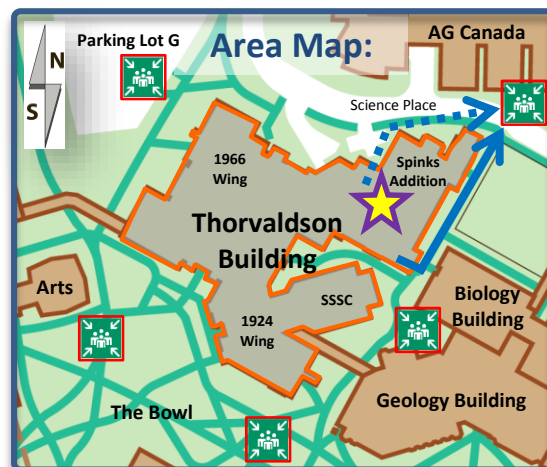 Area Map:
Parking Lot G
AG Canada
N
S
Science Place
1966
Wing
Spinks
Addition
Thorvaldson
Building
Arts
SSSC
Biology
Building
1924
Wing
The Bowl
Geology Building